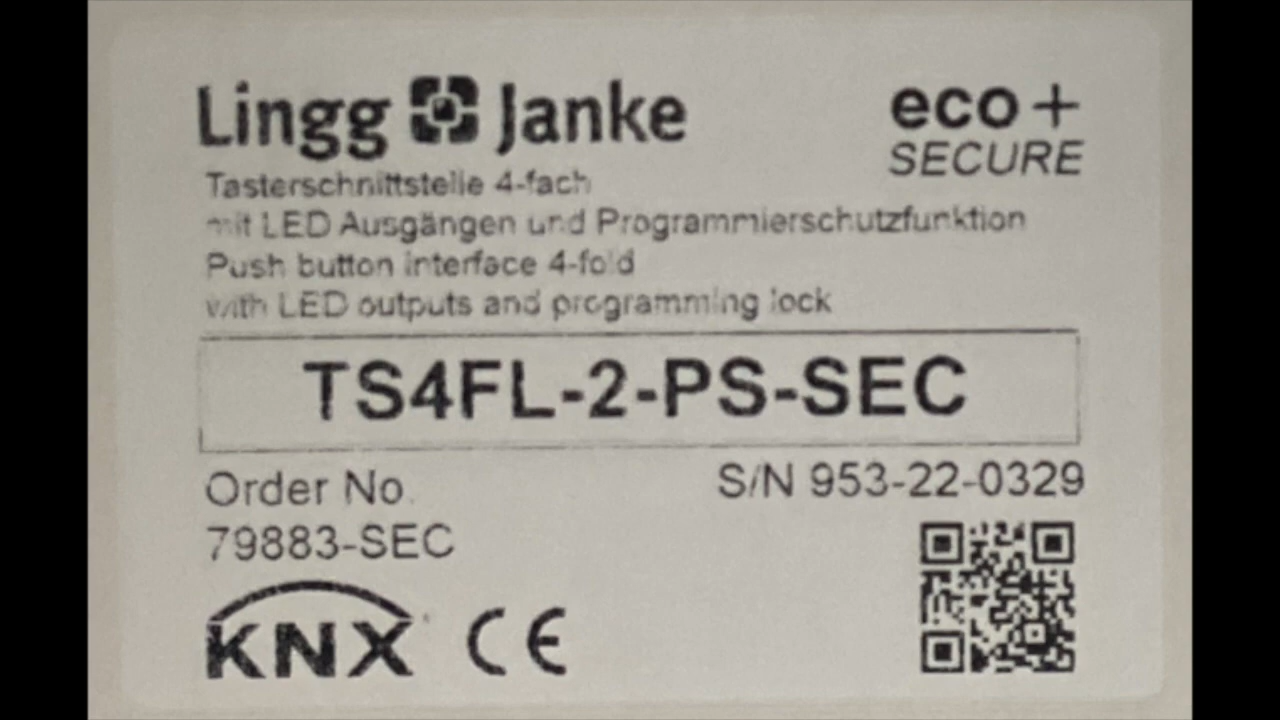 Lingg Janke
eco+
SECURE
Tasterschnittstelle 4-fach
mit LED Ausgängen und Programmierschutzfunktion
Push button interface 4-fold
with LED outputs and programming lock
TS4FL-2-PS-SEC
Order No.
79883-SEC
S/N 953-22-0329
KNX CE